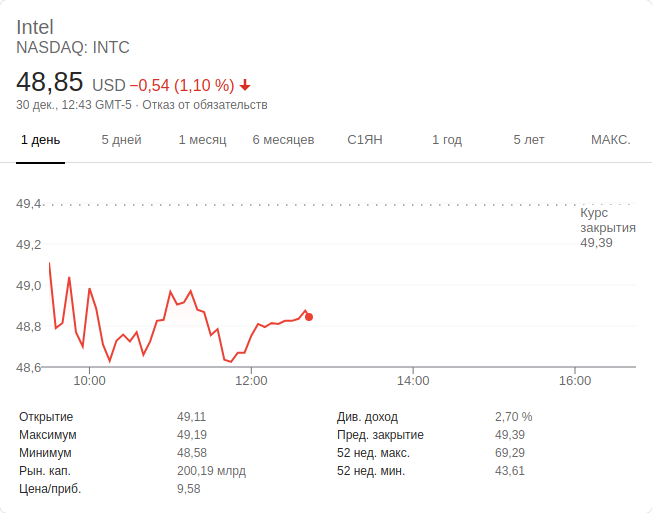 Intel
NASDAQ: INTC
48,85 USD −0,54 (1,10 %)
30 дек., 12:43 GMT-5 · Отказ от обязательств
1 день 5 дней 1 месяц 6 месяцев С1ЯН 1 год 5 лет МАКС.
49,4
Курс
закрытия
49,39
49,2
49,0
48,8
48,6
10:00 12:00 14:00 16:00
Открытие 49,11 Див. доход 2,70 %
Максимум 49,19 Пред. закрытие 49,39
Минимум 48,58 52 нед. макс. 69,29
Рын. кап. 200,19 млрд 52 нед. мин. 43,61
Цена/приб. 9,58